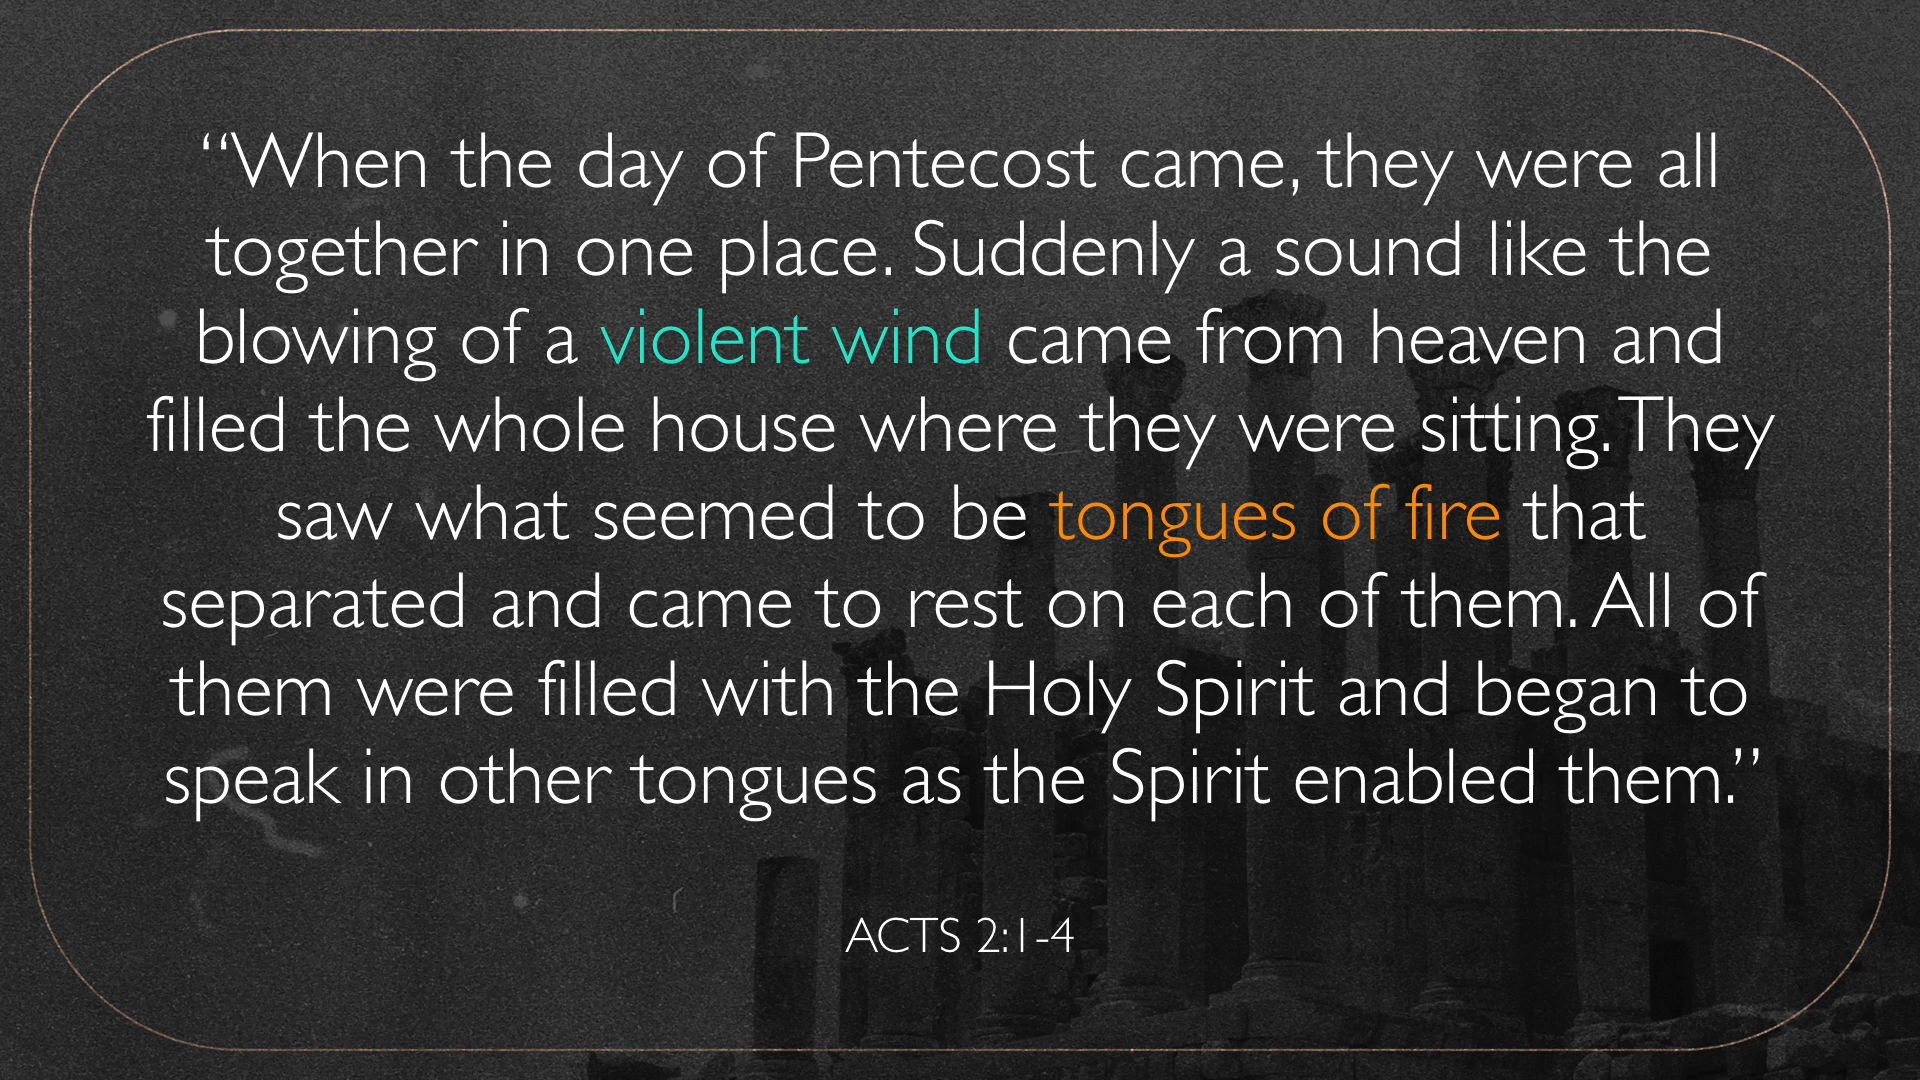 “When the day of Pentecost came, they were all
together in one place. Suddenly a sound like the
blowing of a violent wind came from heaven and
filled the whole house where they were sitting. They
saw what seemed to be tongues of fire that
separated and came to rest on each of them. All of
them were filled with the Holy Spirit and began to
speak in other tongues as the Spirit enabled them.”
ACTS 2:1-4